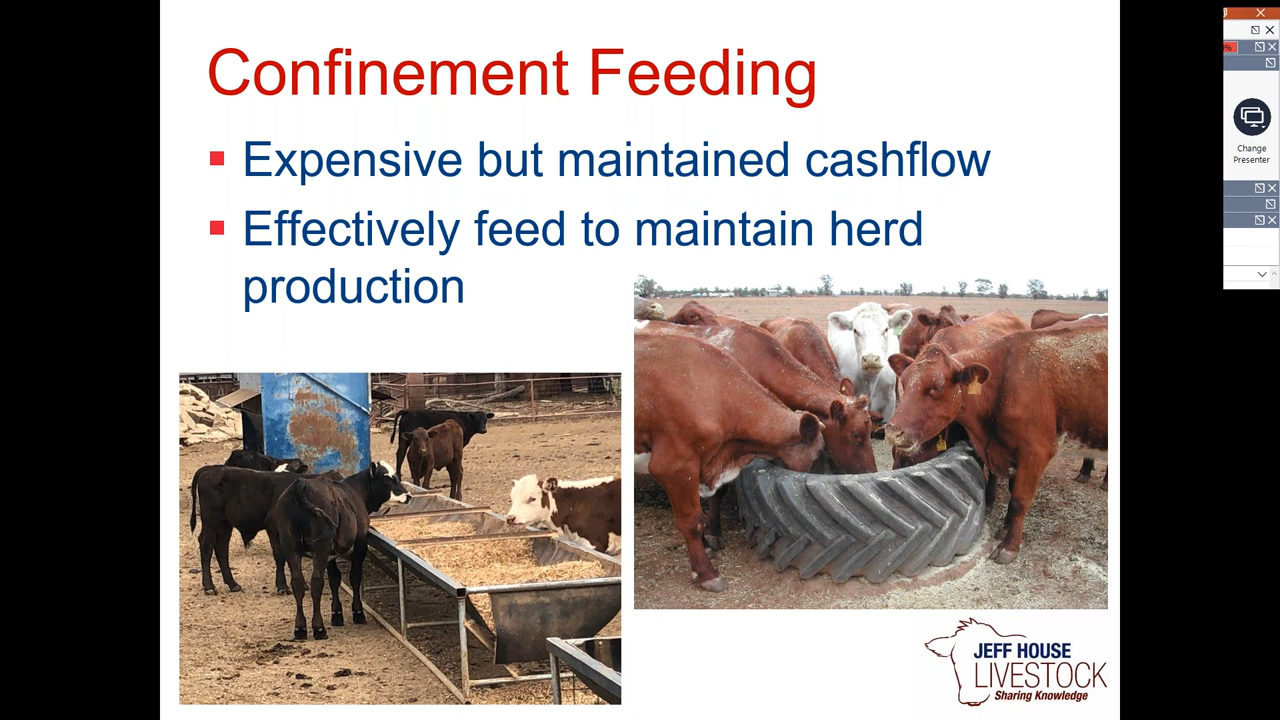 Confinement Feeding
Expensive but maintained cashflow
Effectively feed to maintain herd
production
JEFF HOUSE
LIVESTOCK
Sharing Knowledge
Change
Presenter